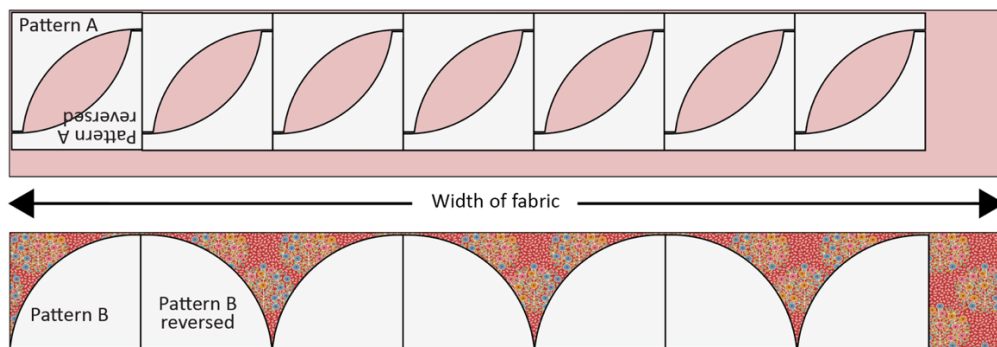 Pattern A
Pattern A
reversed
Width of fabric
Pattern B
Pattern B
reversed